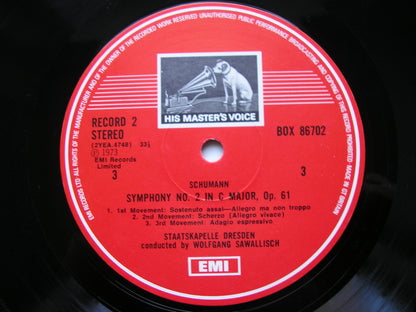 ALL RIGHTS OF THE MANUFACTURER AND OF THE OWNER OF THE RECORDED WORK RESERVED UNAUTHORISED PUBLIC PERFORMANCE BROADCASTING AND COPYING OF THIS RECORD PROHIBITED. MADE IN GT BRITAIN
EMI RECORDS LTD
HIS MASTER'S VOICE
RECORD 2
STEREO
(2YEA.4748) 33⅓
Ⓟ 1973
EMI Records
Limited
3
BOX 86702
3
SCHUMANN
SYMPHONY NO. 2 IN C MAJOR, Op. 61
1. 1st Movement: Sostenuto assai—Allegro ma non troppo
2. 2nd Movement: Scherzo (Allegro vivace)
3. 3rd Movement: Adagio espressivo
STAATSKAPELLE DRESDEN
conducted by WOLFGANG SAWALLISCH
EMI